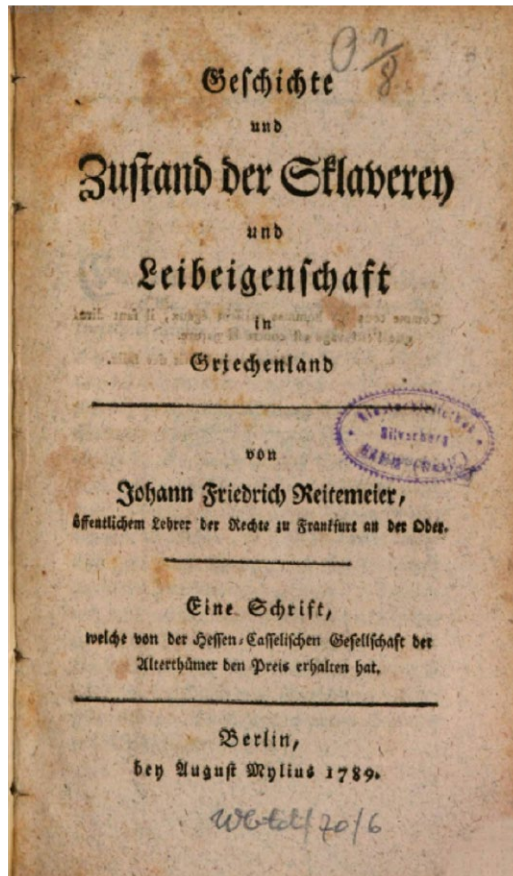 Geschichte
und
Zustand der Sklaverey
und
Leibeigenschaft
in
Griechenland
von
Johann Friedrich Reitemeier,
öffentlichem Lehrer der Rechte zu Frankfurt an der Oder.
Eine Schrift,
welche von der Hessen-Casselischen Gesellschaft der
Alterthümer den Preis erhalten hat.
Berlin,
bey August Mylius 1789.